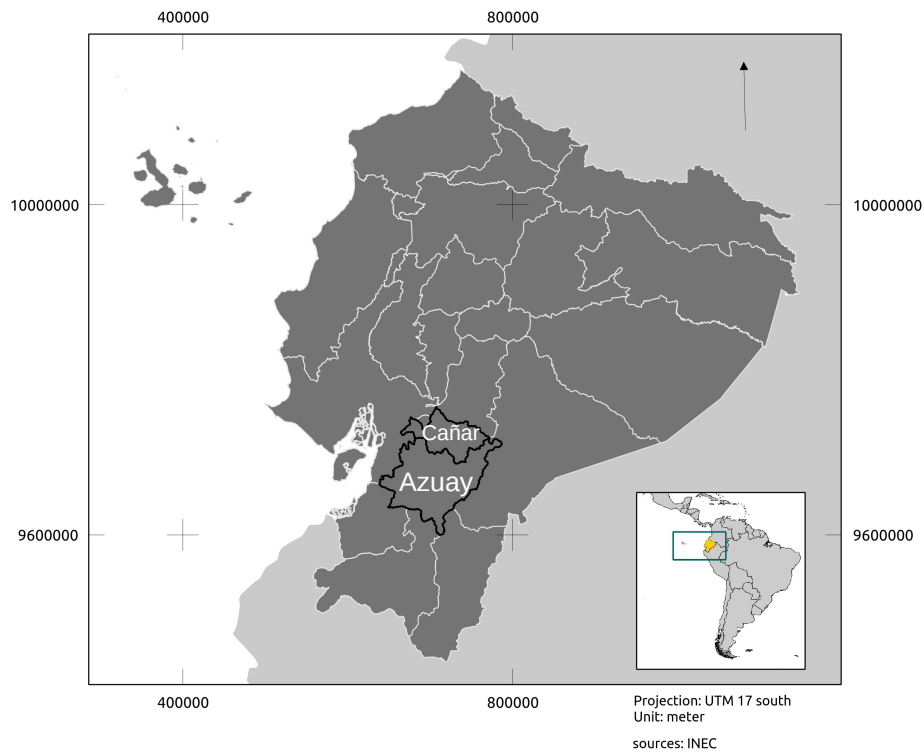 400000 800000
10000000 10000000
Cañar
Azuay
9600000 9600000
400000 800000
Projection: UTM 17 south
Unit: meter
sources: INEC